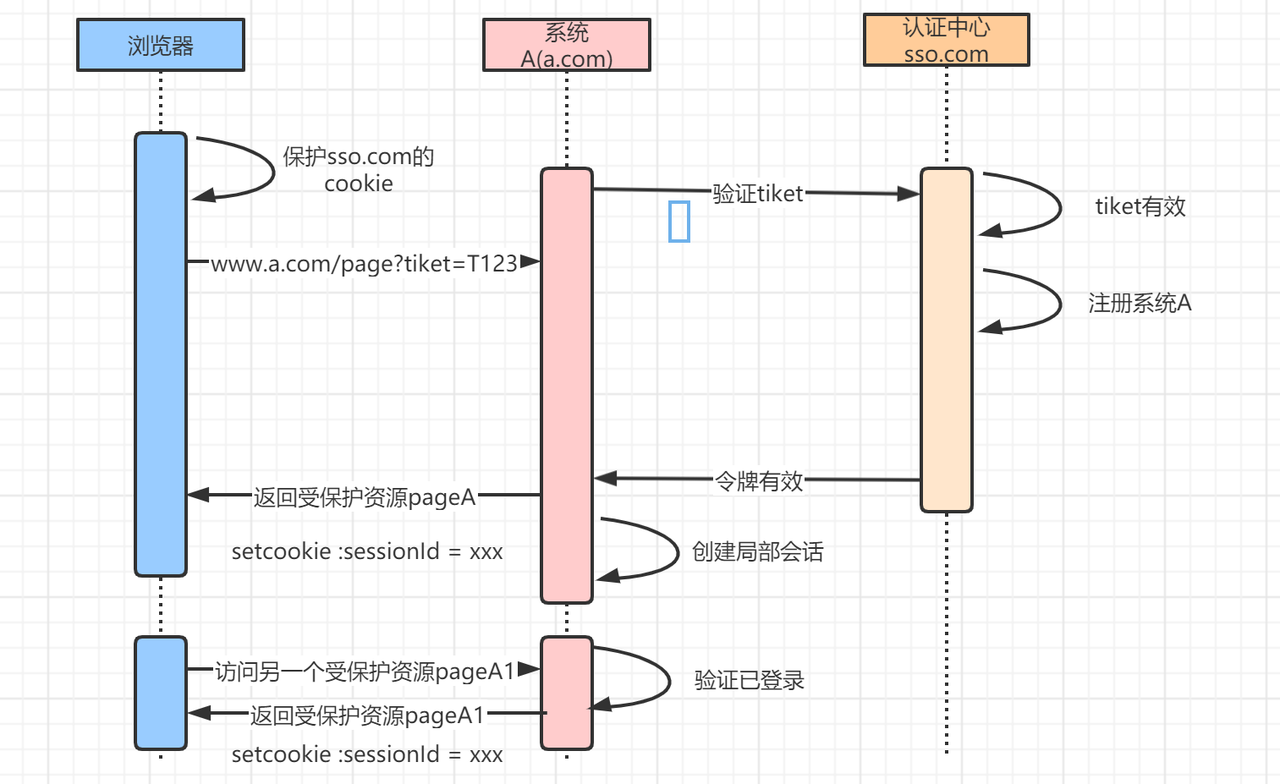 浏览器
系统
A(a.com)
认证中心
sso.com
保护sso.com的
cookie
验证tiket
tiket有效
www.a.com/page?tiket=T123
注册系统A
令牌有效
返回受保护资源pageA
setcookie :sessionId = xxx
创建局部会话
访问另一个受保护资源pageA1
验证已登录
返回受保护资源pageA1
setcookie :sessionId = xxx